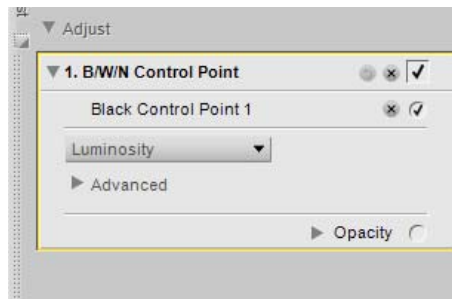 Adjust
1. B/W/N Control Point
Black Control Point 1
Luminosity
Advanced
Opacity